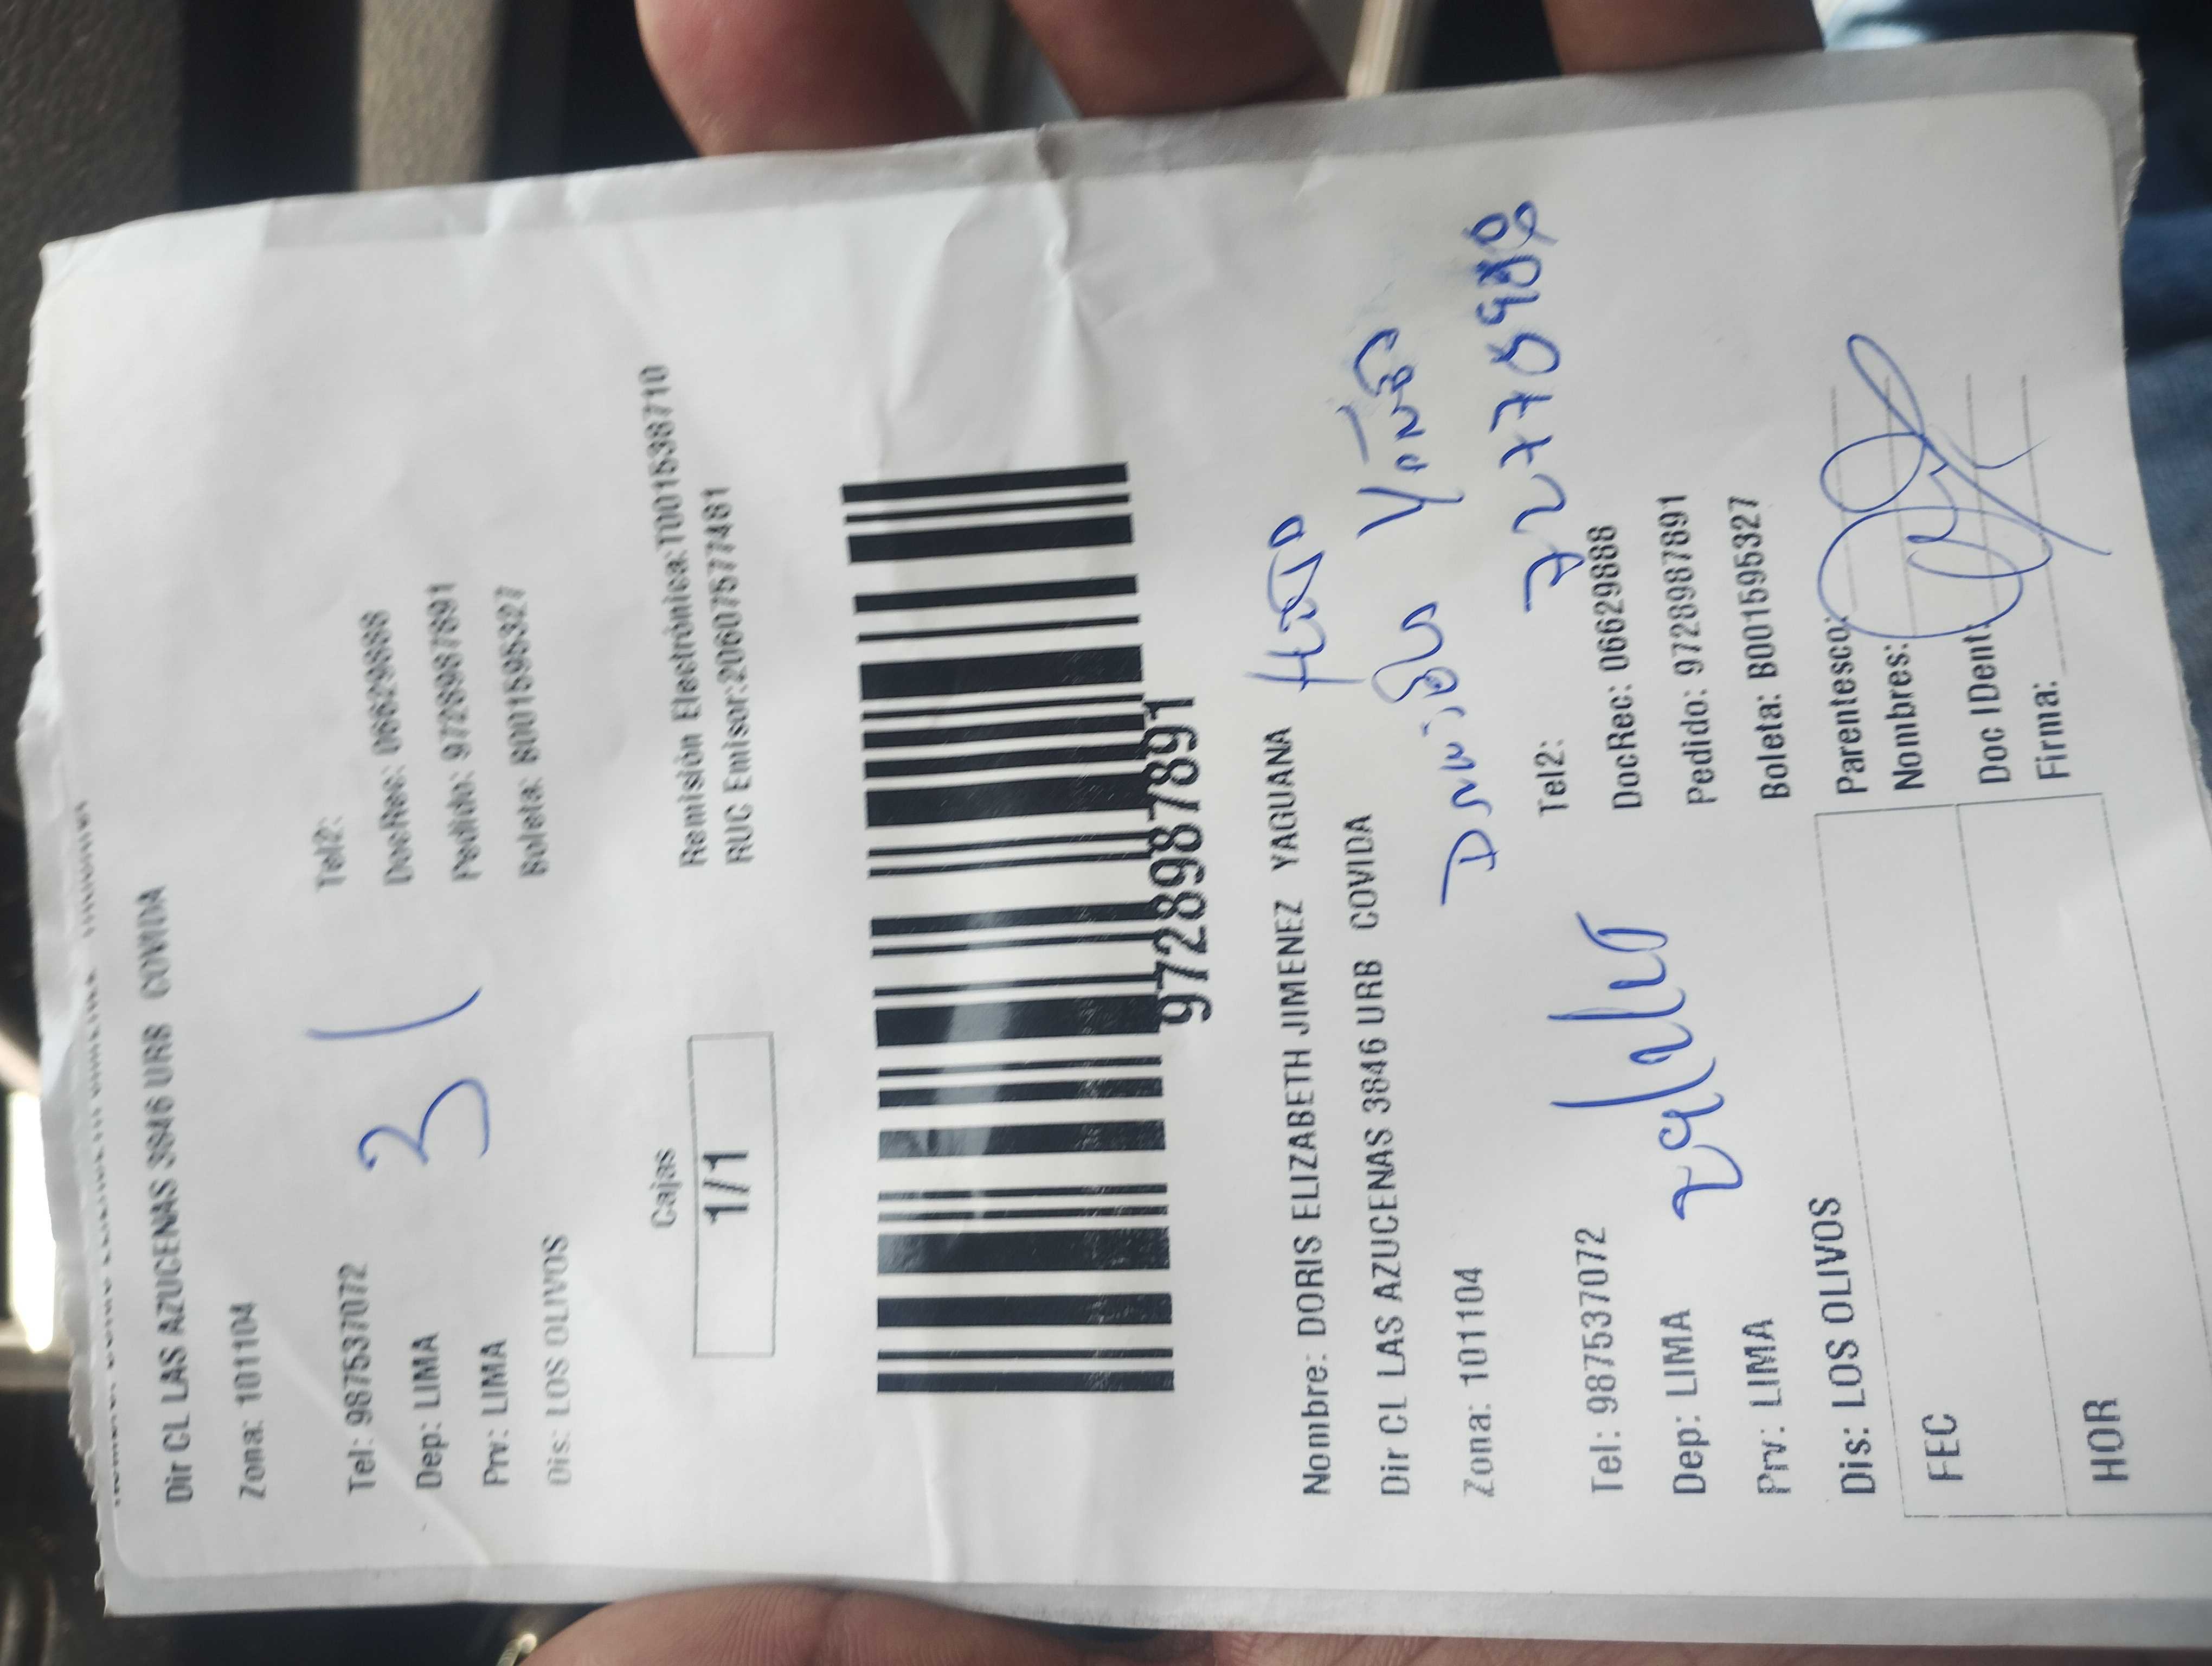 Dir CL LAS AZUCENAS 3846 URB COVIDA
Zona: 101104
Tel: 987537072 Tel2:
Dep: LIMA DocRec: 06629888
Prv: LIMA Pedido: 9728987891
Dis: LOS OLIVOS Boleta: B001595327
31
Cajas
1/1
Remisión Electrónica:T001538710
RUC Emisor:20607577481
9728987891
Nombre: DORIS ELIZABETH JIMENEZ YAGUANA
Dir CL LAS AZUCENAS 3846 URB COVIDA
Zona: 101104
Tel: 987537072 Tel2:
Dep: LIMA DocRec: 06629888
Prv: LIMA Pedido: 9728987891
Dis: LOS OLIVOS Boleta: B001595327
FEC
HOR
Parentesco:
Nombres:
Doc IDent:
Firma: